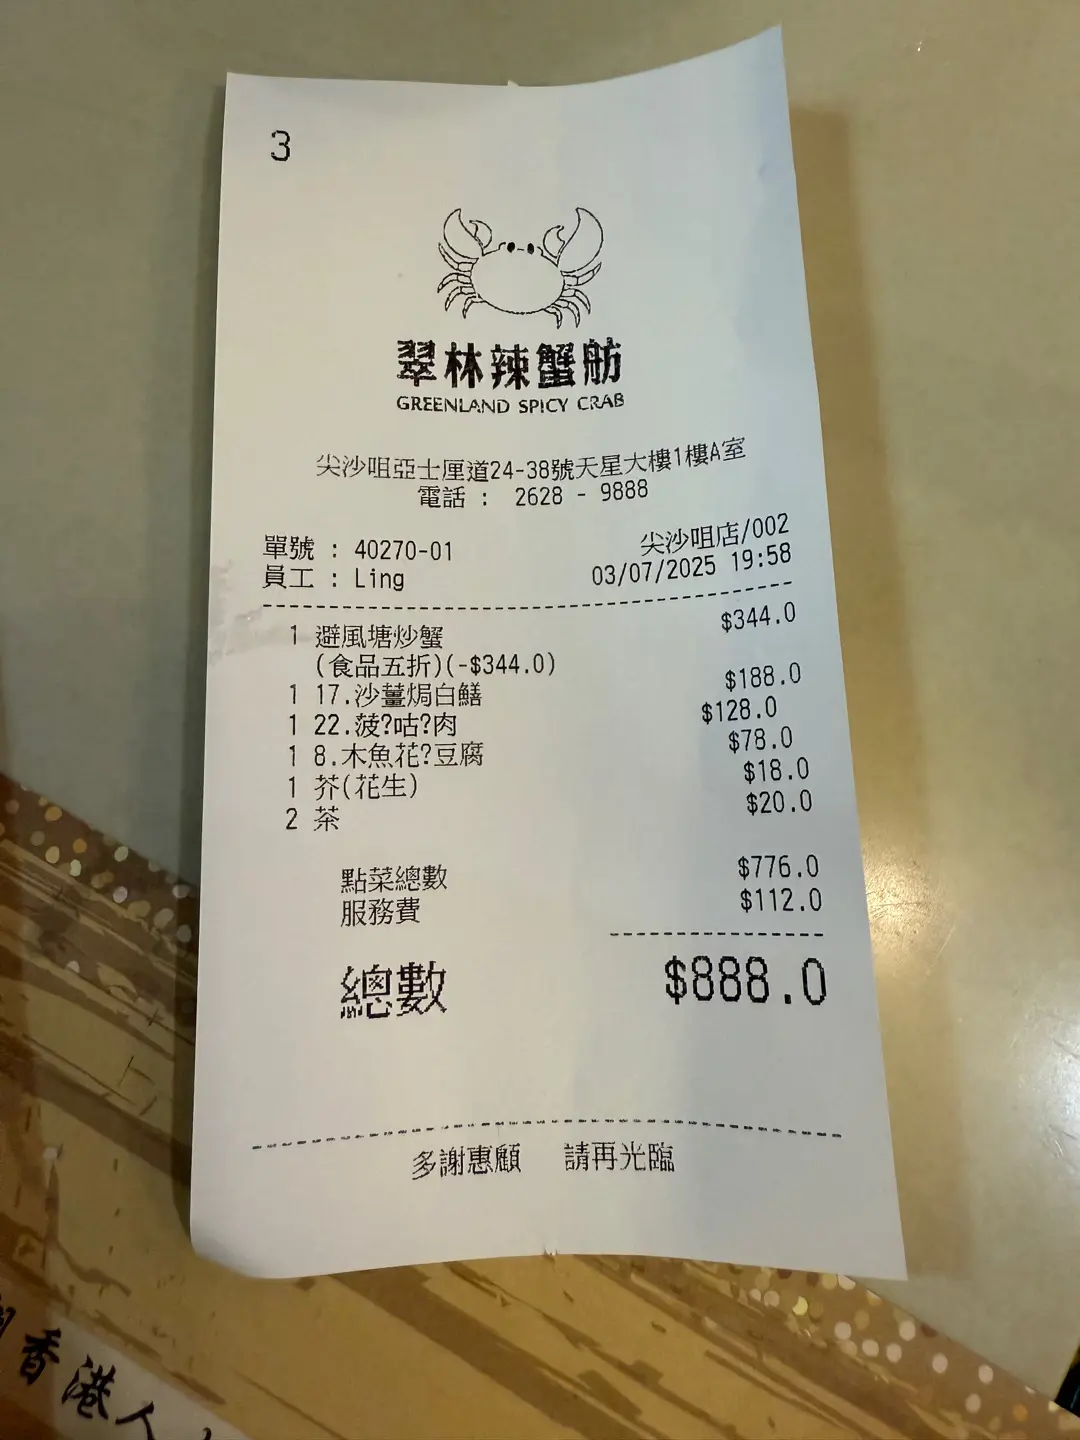 3
翠林辣蟹舫
GREENLAND SPICY CRAB
尖沙咀亞士厘道24-38號天星大樓1樓A室
電話 : 2628 - 9888
單號 : 40270-01 尖沙咀店/002
員工 : Ling 03/07/2025 19:58
1 避風塘炒蟹 $344.0
(食品五折)(-$344.0)
1 17.沙薑焗白鱔 $188.0
1 22.菠?咕?肉 $128.0
1 8.木魚花?豆腐 $78.0
1 芥(花生) $18.0
2 茶 $20.0
點菜總數 $776.0
服務費 $112.0
總數 $888.0
多謝惠顧 請再光臨
香港人